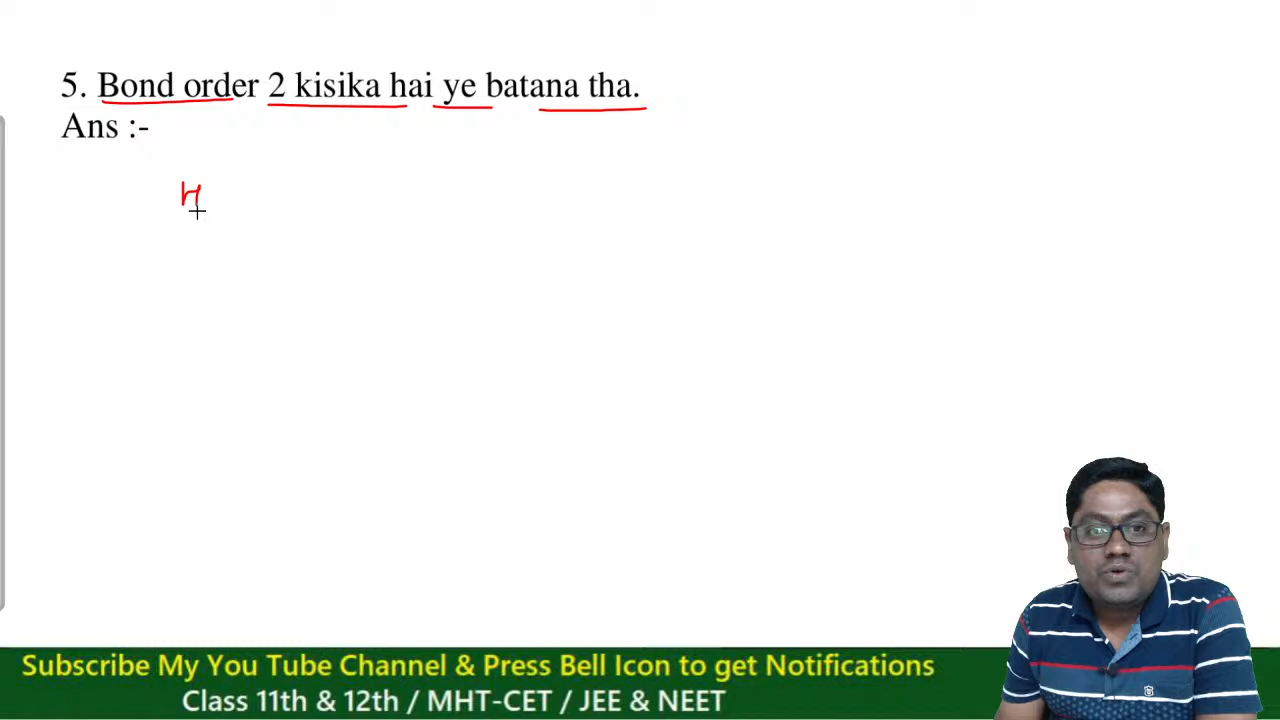 5. Bond order 2 kisika hai ye batana tha.
Ans :-
H
Subscribe My You Tube Channel & Press Bell Icon to get Notifications
Class 11th & 12th / MHT-CET / JEE & NEET